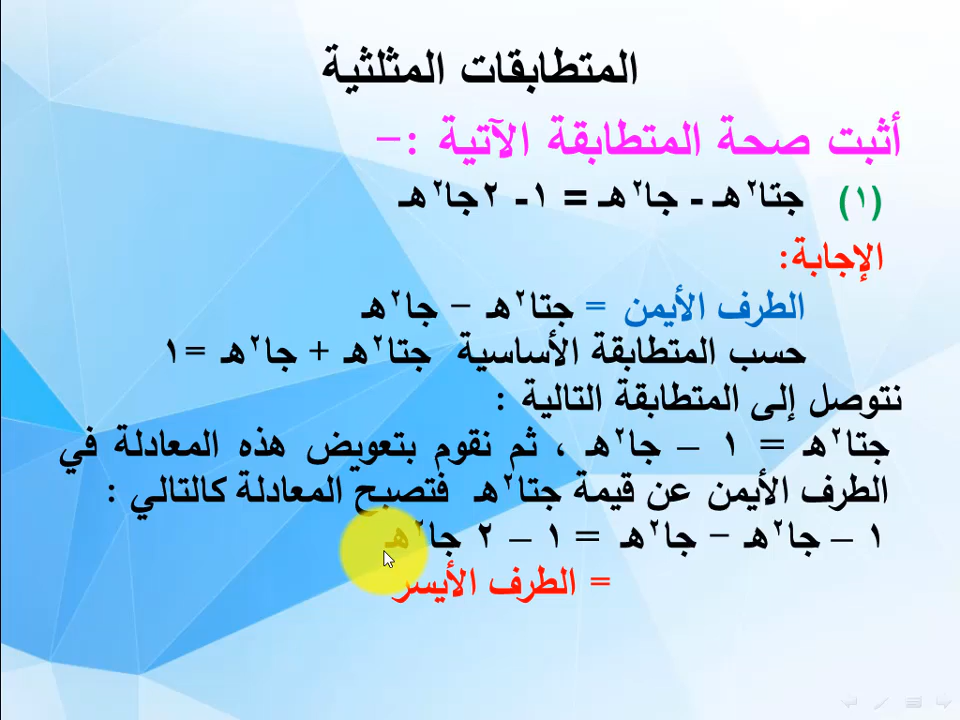 المتطابقات المثلثية
أثبت صحة المتطابقة الآتية :-
(١) جتا٢هـ - جا٢هـ = ١- ٢جا٢هـ
الإجابة:
الطرف الأيمن = جتا٢هـ – جا٢هـ
حسب المتطابقة الأساسية جتا٢هـ + جا٢هـ =١
نتوصل إلى المتطابقة التالية :
جتا٢هـ = ١ – جا٢هـ ، ثم نقوم بتعويض هذه المعادلة في
الطرف الأيمن عن قيمة جتا٢هـ فتصبح المعادلة كالتالي :
١ – جا٢هـ – جا٢هـ = ١ – ٢ جا٢هـ
= الطرف الأيسر